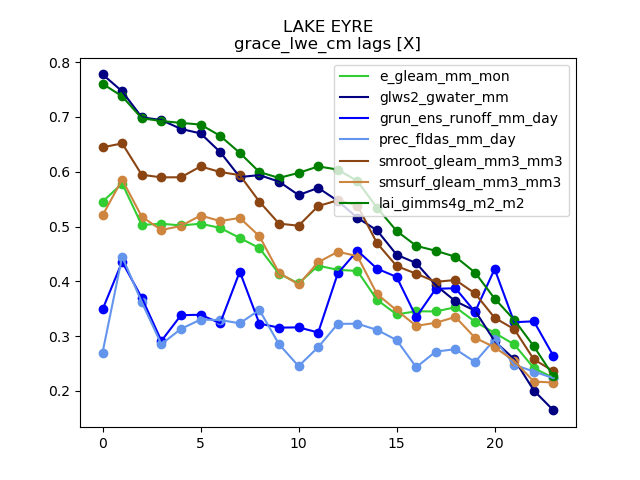 LAKE EYRE
grace_lwe_cm lags [X]
0.8
0.7
0.6
0.5
0.4
0.3
0.2
0
5
10
15
20
e_gleam_mm_mon
glws2_gwater_mm
grun_ens_runoff_mm_day
prec_fldas_mm_day
smroot_gleam_mm3_mm3
smsurf_gleam_mm3_mm3
lai_gimms4g_m2_m2